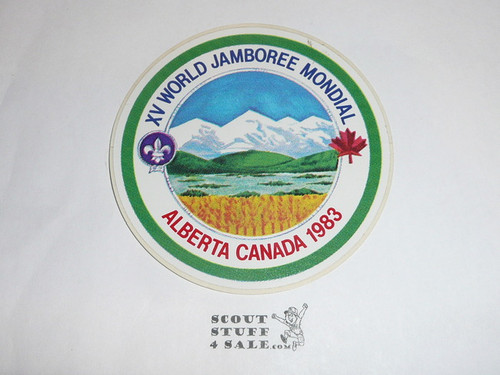 XV WORLD JAMBOREE MONDIAL
ALBERTA CANADA 1983
SCOUT
STUFF
4 SALE.COM